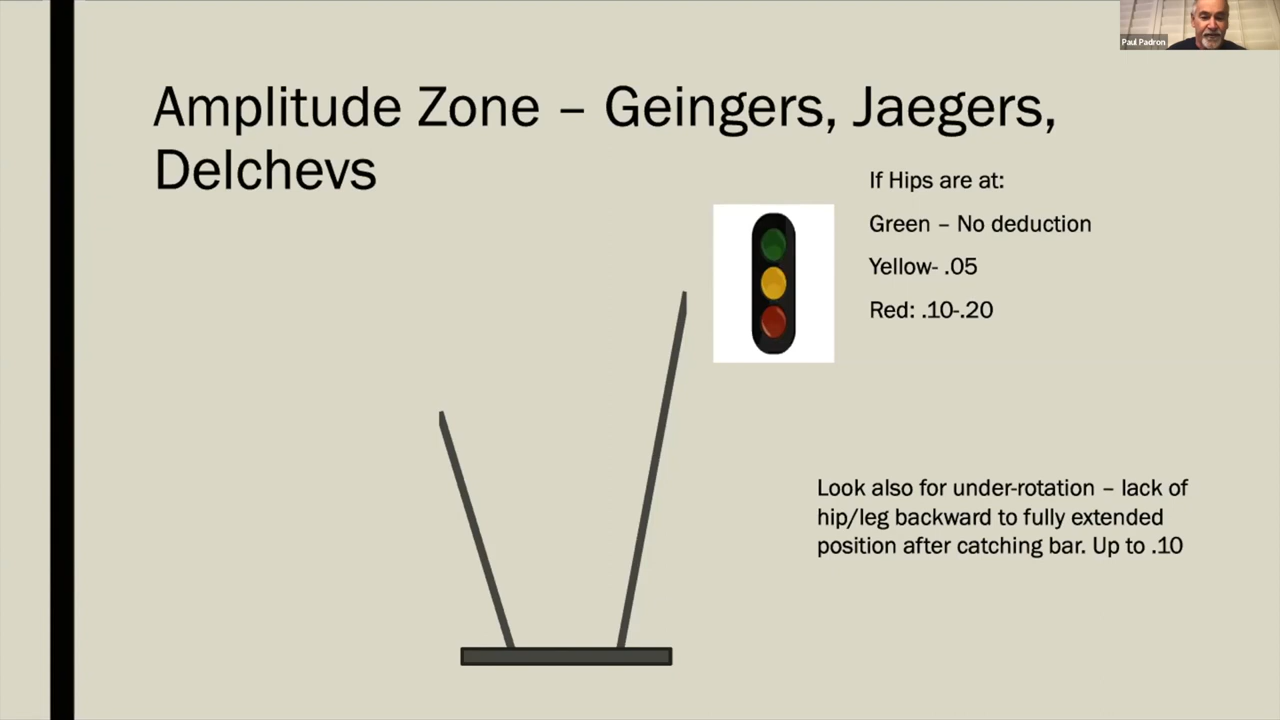 Paul Padron
Amplitude Zone – Geingers, Jaegers,
Delchevs
If Hips are at:
Green – No deduction
Yellow- .05
Red: .10-.20
Look also for under-rotation – lack of
hip/leg backward to fully extended
position after catching bar. Up to .10